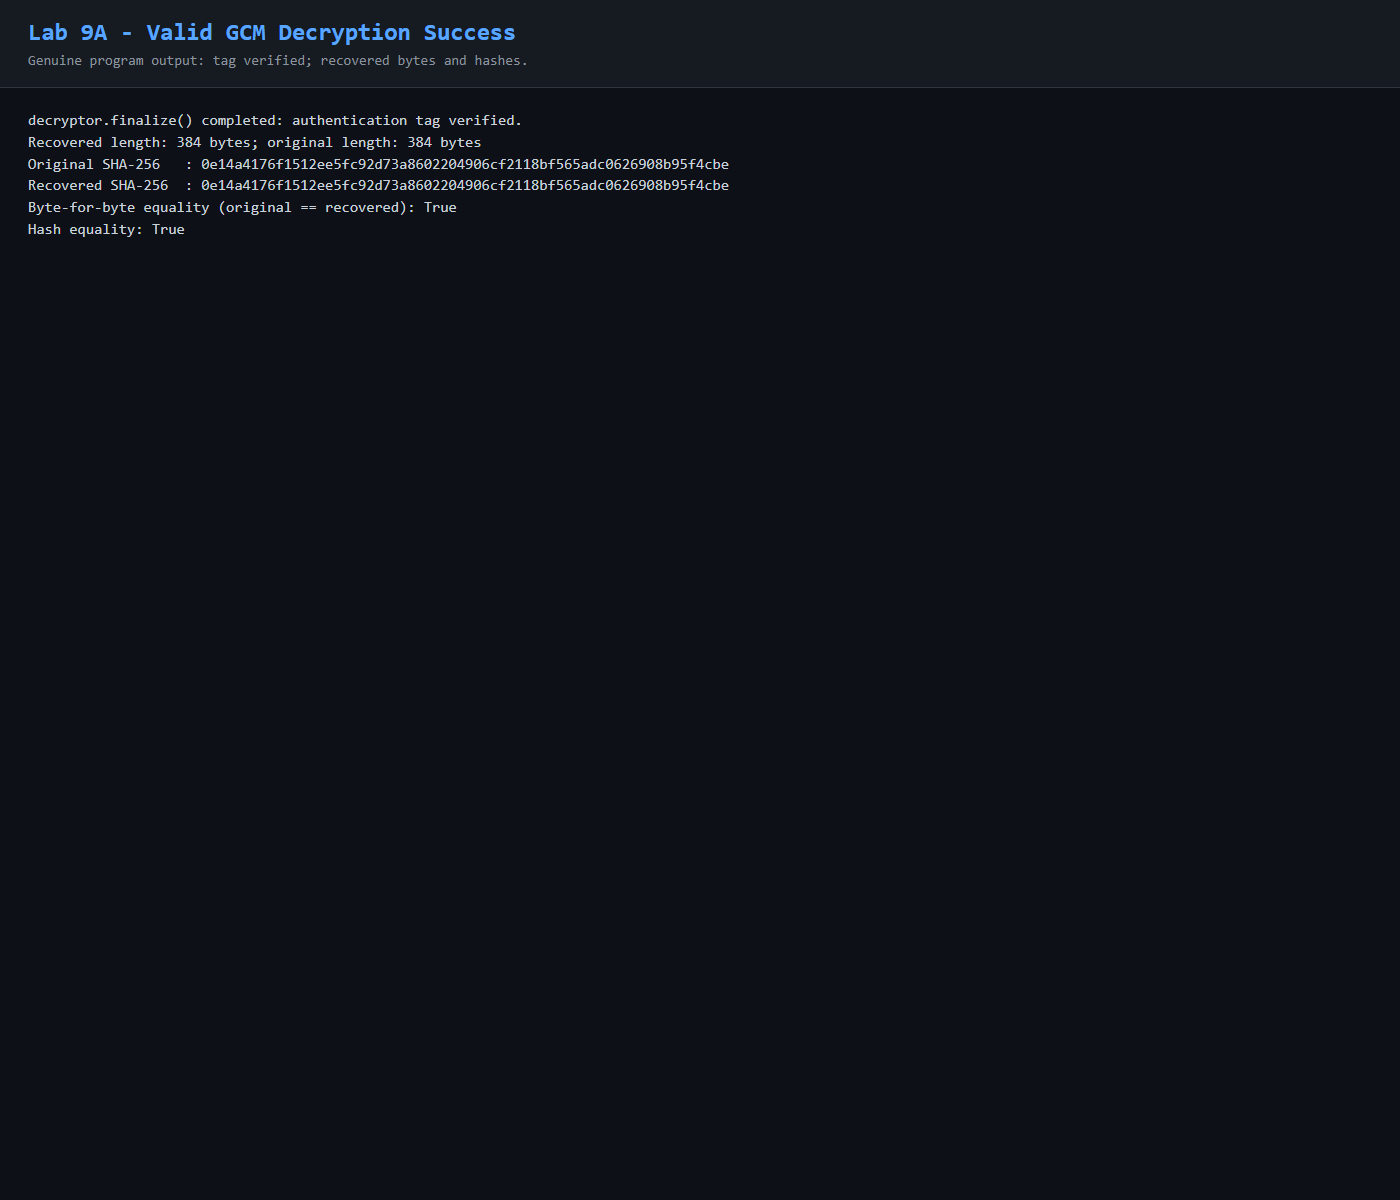 Lab 9A - Valid GCM Decryption Success
Genuine program output: tag verified; recovered bytes and hashes.
decryptor.finalize() completed: authentication tag verified.
Recovered length: 384 bytes; original length: 384 bytes
Original SHA-256   : 0e14a4176f1512ee5fc92d73a8602204906cf2118bf565adc0626908b95f4cbe
Recovered SHA-256  : 0e14a4176f1512ee5fc92d73a8602204906cf2118bf565adc0626908b95f4cbe
Byte-for-byte equality (original == recovered): True
Hash equality: True